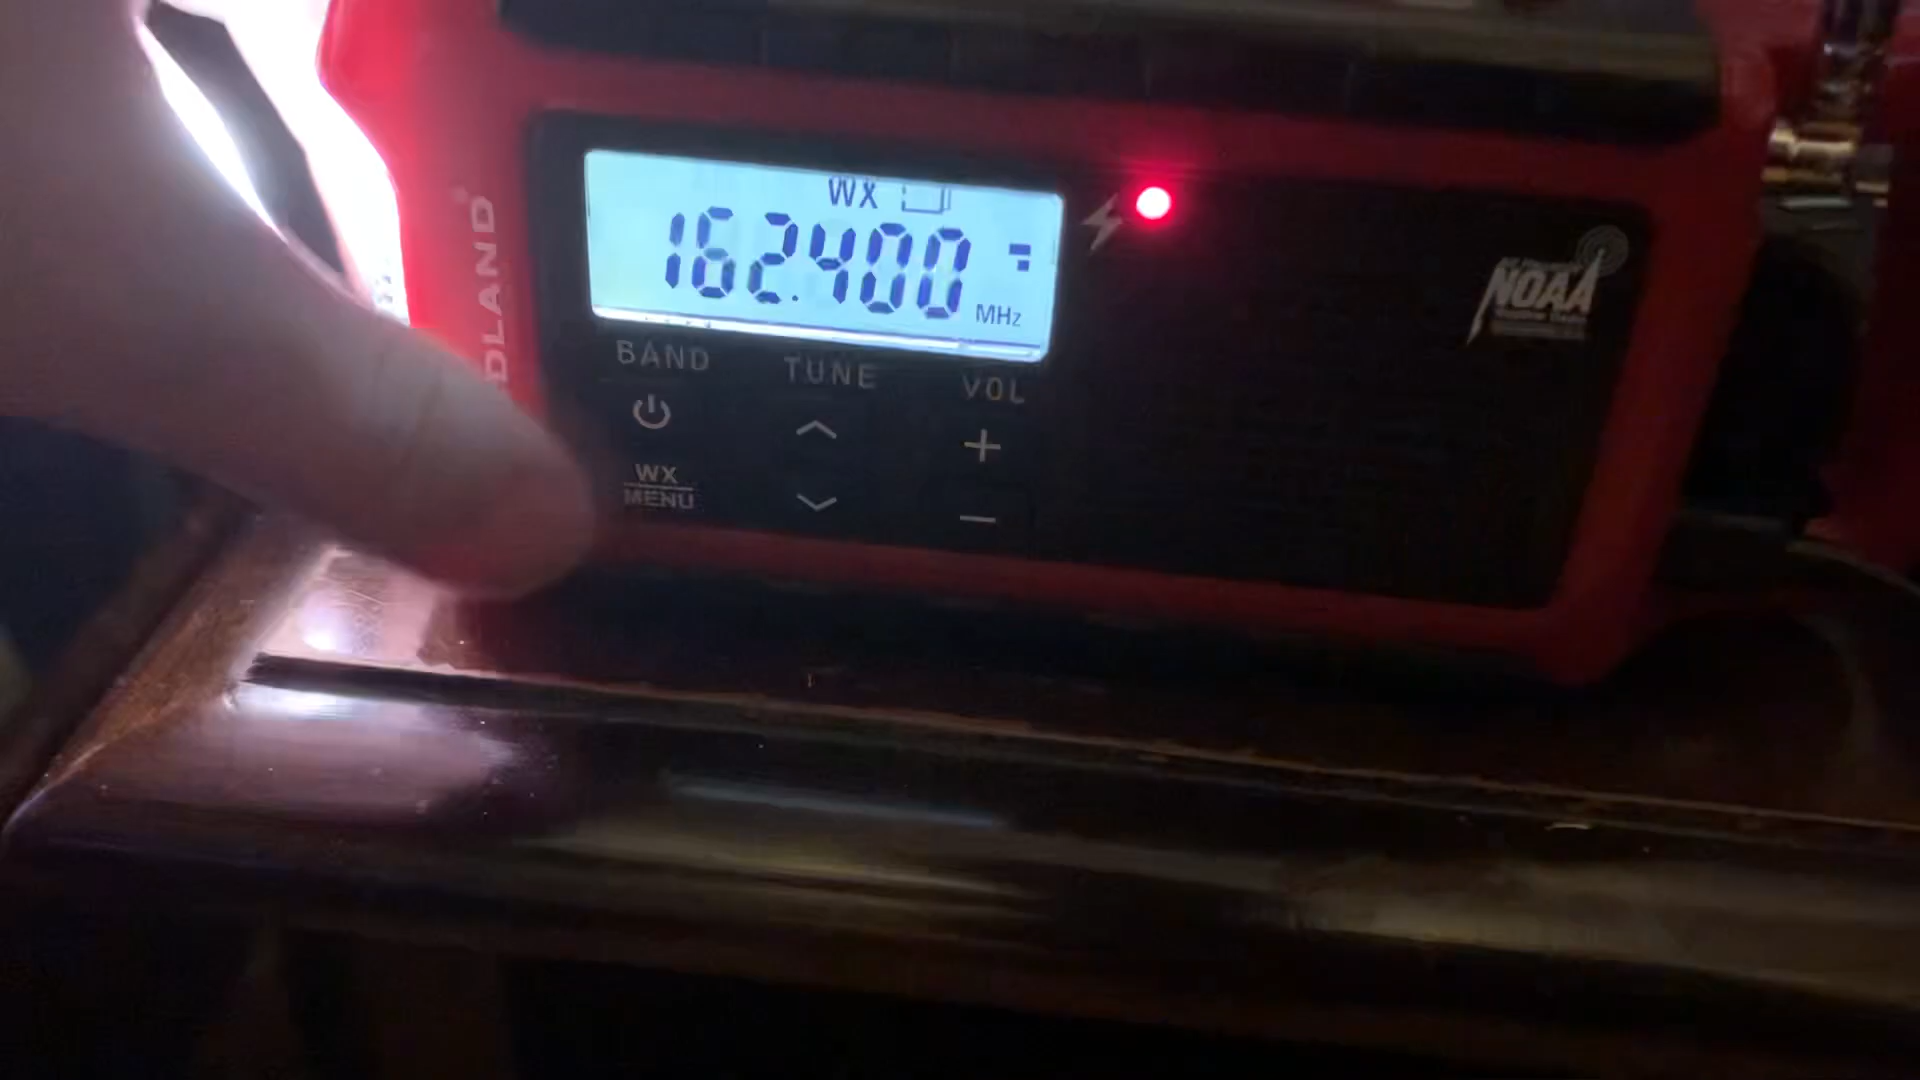 WX
162.400
MHz
DLAND
BAND TUNE VOL
+
WX
MENU
−
NOAA